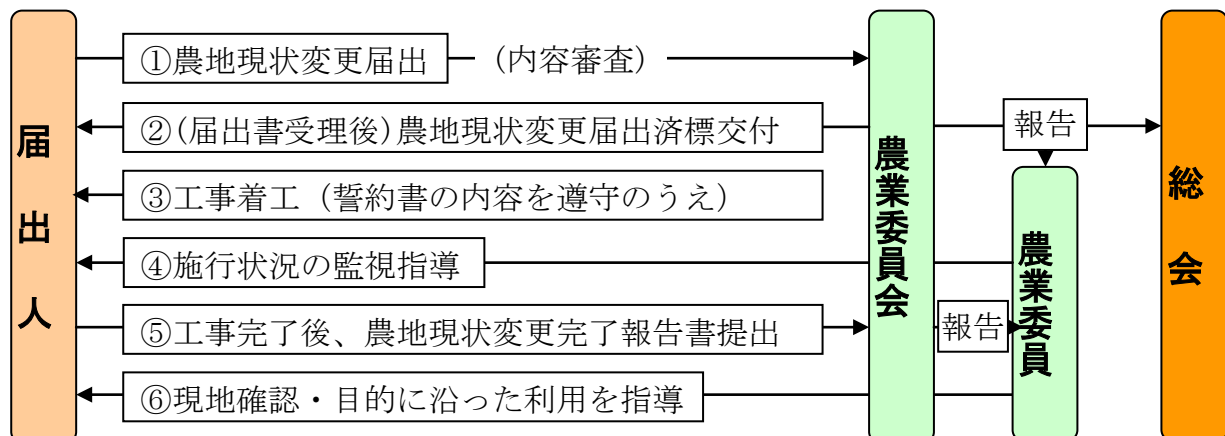 届出人
①農地現状変更届出 (内容審査)
②(届出書受理後)農地現状変更届出済標交付
③工事着工(誓約書の内容を遵守のうえ)
④施行状況の監視指導
⑤工事完了後、農地現状変更完了報告書提出
⑥現地確認・目的に沿った利用を指導
農業委員会
報告
報告
農業委員
総会